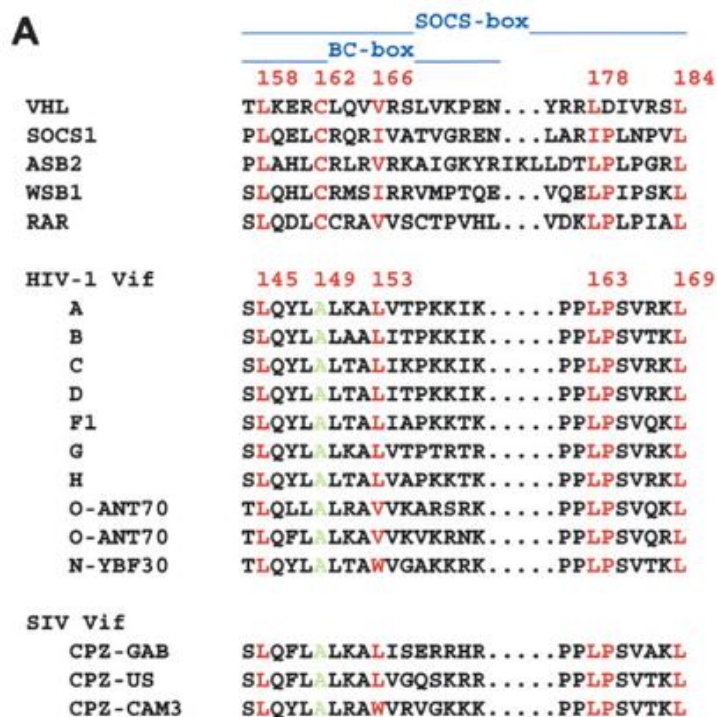 A
SOCS-box
BC-box
158 162 166 178 184
VHL TLKERCLQVVRSLVKPEN...YRRLDIVRSL
SOCS1 PLQELCRQRIVATVGREN...LARIPLNPVL
ASB2 PLAHLCRLRVRKAIGKYRIKLLDTLPLPGRL
WSB1 SLQHLCRMSIRRVMPTQE...VQELPIPSKL
RAR SLQDLCCRAVVSCTPVHL...VDKLPLPIAL
HIV-1 Vif 145 149 153 163 169
A SLQYLALKALVTPKKIK.....PPLPSVRKL
B SLQYLALAALITPKKIK.....PPLPSVTKL
C SLQYLALTALIKPKKIK.....PPLPSVRKL
D SLQYLALTALITPKKIK.....PPLPSVRKL
F1 SLQYLALTALIAPKKTK.....PPLPSVQKL
G SLQYLALKALVTPTRTR.....PPLPSVRKL
H SLQYLALTALVAPKKTK.....PPLPSVRKL
O-ANT70 TLQLLALRAVVKARSRK.....PPLPSVQKL
O-ANT70 TLQFLALKAVVKVKRNK.....PPLPSVQRL
N-YBF30 TLQYLALTAWVGAKKRK.....PPLPSVTKL
SIV Vif
CPZ-GAB SLQFLALKALISERRHR.....PPLPSVAKL
CPZ-US SLQFLALKALVGQSKRR.....PPLPSVTKL
CPZ-CAM3 SLKYLALRAWVRVGKKK.....PPLPSVTKL